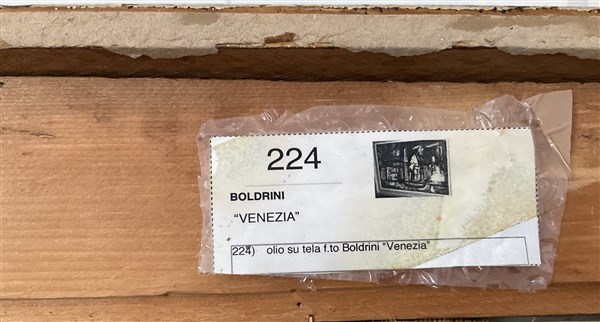 224
BOLDRINI
“VENEZIA”
224) olio su tela f.to Boldrini “Venezia”